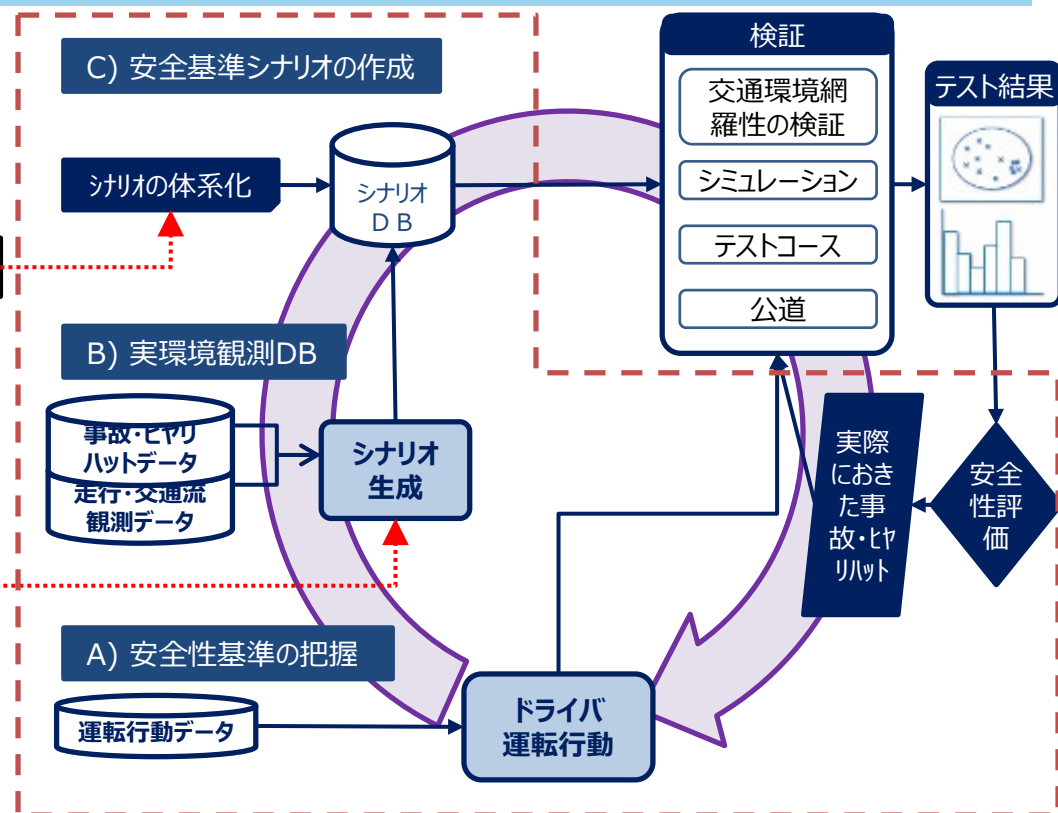 C) 安全基準シナリオの作成
シナリオの体系化
シナリオ
ＤＢ
検証
交通環境網
羅性の検証
シミュレーション
テストコース
公道
テスト結果
B) 実環境観測DB
事故・ヒヤリ
ハットデータ
走行・交通流
観測データ
シナリオ
生成
実際
におき
た事
故・ヒヤ
リハット
安全
性評
価
A) 安全性基準の把握
運転行動データ
ドライバ
運転行動